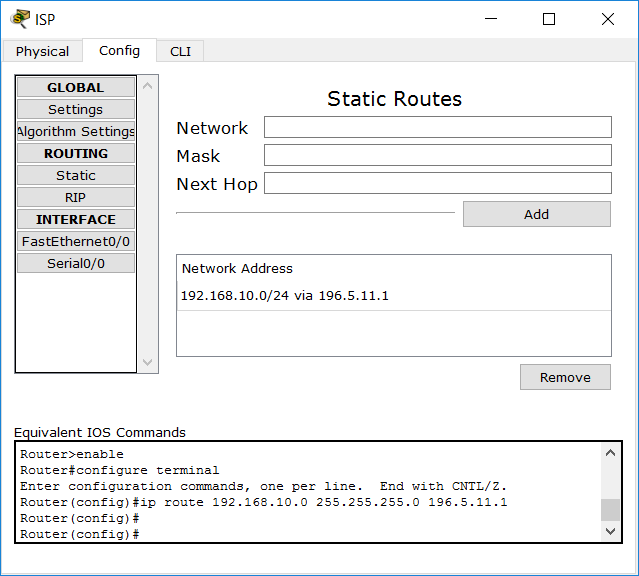 ISP
Physical
Config
CLI
GLOBAL
Settings
Algorithm Settings
ROUTING
Static
RIP
INTERFACE
FastEthernet0/0
Serial0/0
Static Routes
Network
Mask
Next Hop
Add
Network Address
192.168.10.0/24 via 196.5.11.1
Remove
Equivalent IOS Commands
Router>enable
Router#configure terminal
Enter configuration commands, one per line.  End with CNTL/Z.
Router(config)#ip route 192.168.10.0 255.255.255.0 196.5.11.1
Router(config)#
Router(config)#